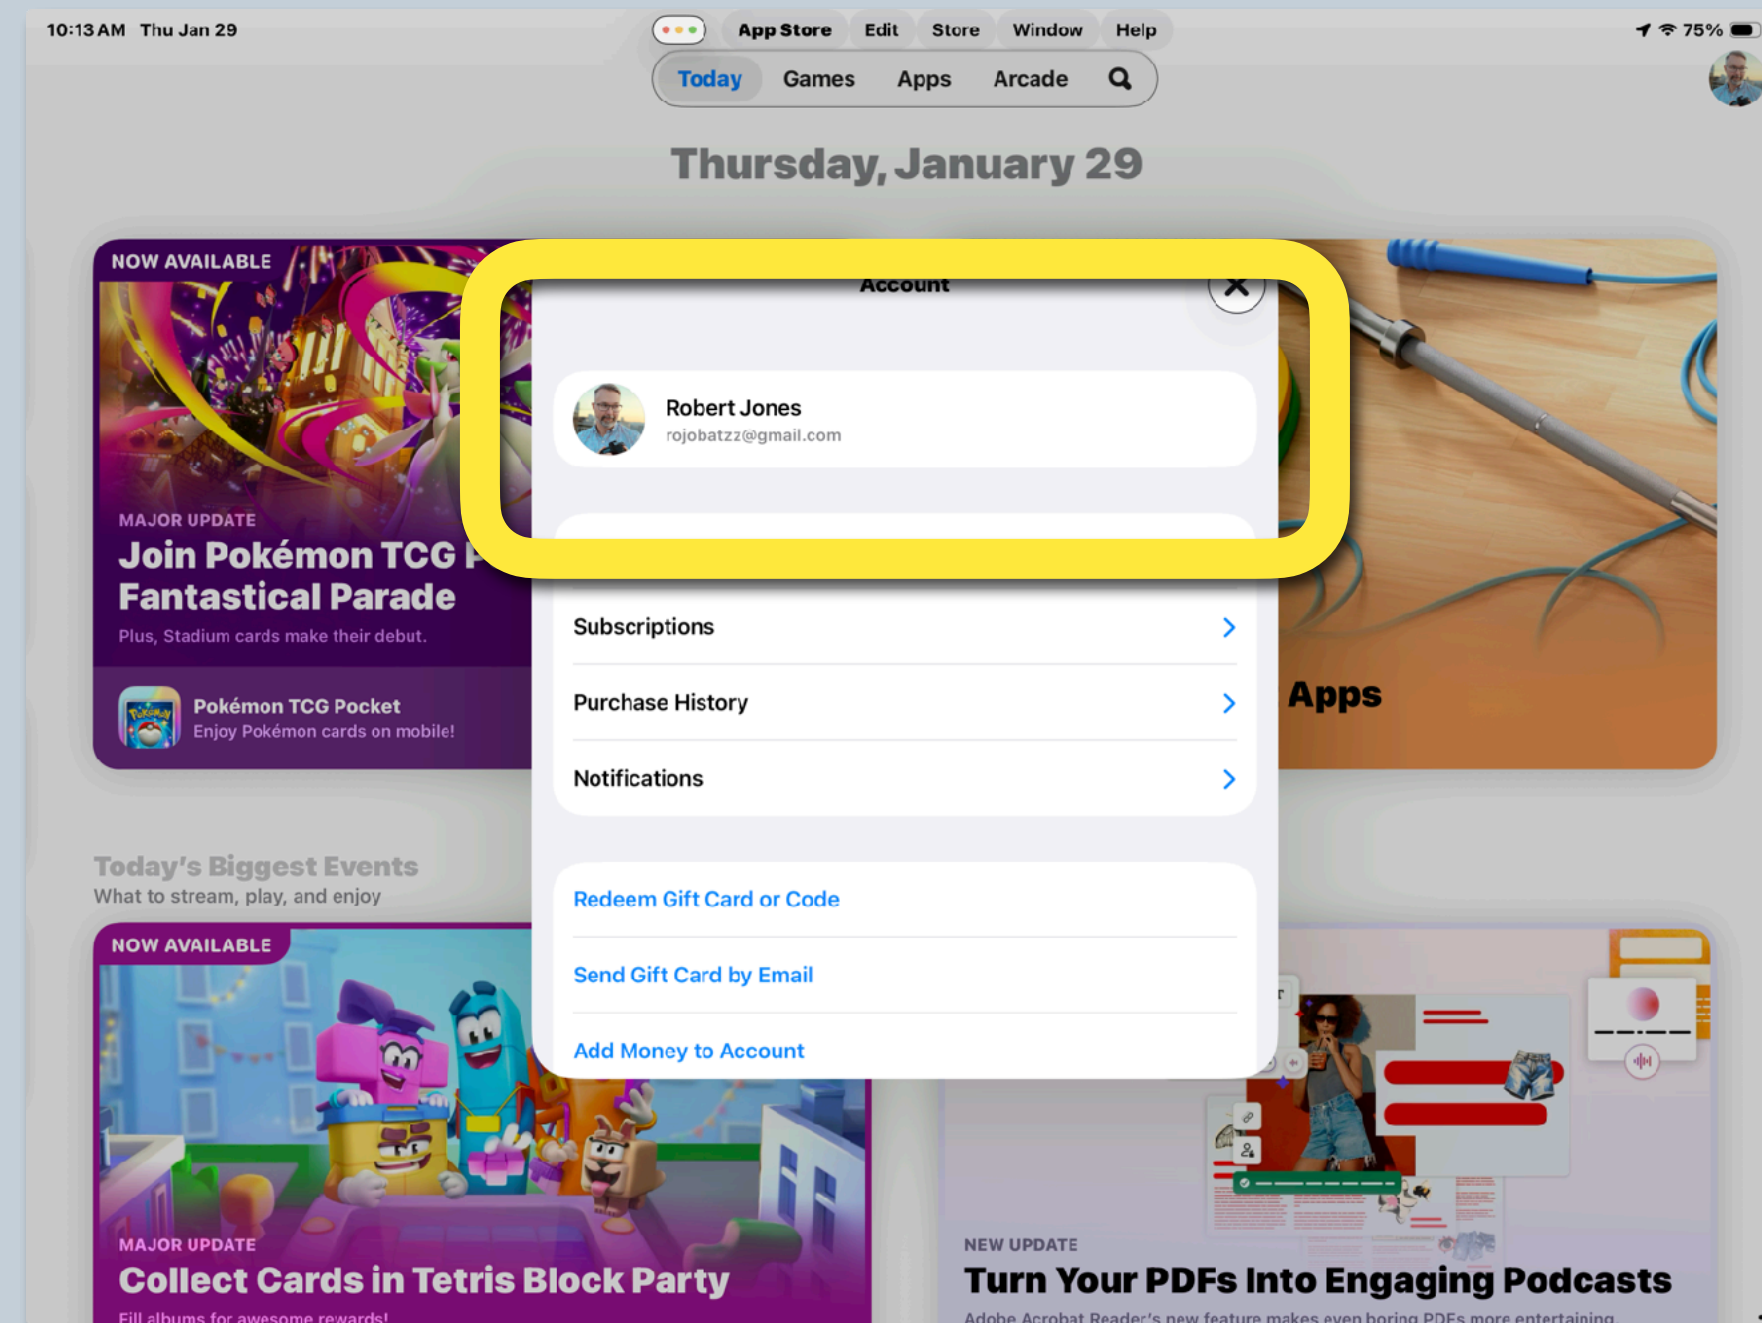 10:13 AM Thu Jan 29
App Store Edit Store Window Help
75%
Today Games Apps Arcade
Thursday, January 29
NOW AVAILABLE
MAJOR UPDATE
Join Pokémon TCG
Fantastical Parade
Plus, Stadium cards make their debut.
Pokémon TCG Pocket
Enjoy Pokémon cards on mobile!
Account
Robert Jones
rojobatzz@gmail.com
Subscriptions
Purchase History
Notifications
Redeem Gift Card or Code
Send Gift Card by Email
Add Money to Account
Apps
Today's Biggest Events
What to stream, play, and enjoy
NOW AVAILABLE
MAJOR UPDATE
Collect Cards in Tetris Block Party
Fill albums for awesome rewards!
NEW UPDATE
Turn Your PDFs Into Engaging Podcasts
Adobe Acrobat Reader's new feature makes even boring PDFs more entertaining.